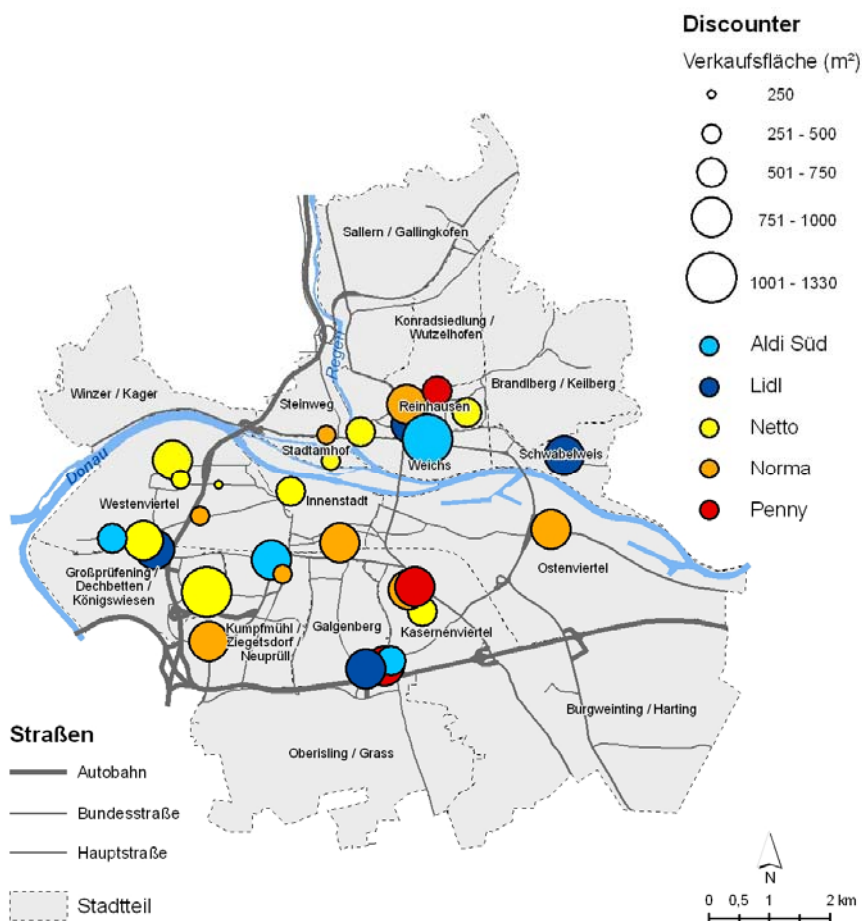 Discounter
Verkaufsfläche (m²)
250
251 - 500
501 - 750
751 - 1000
1001 - 1330
Aldi Süd
Lidl
Netto
Norma
Penny
Sallern / Gallingkofen
Konradsiedlung /
Wutzelhofen
Regen
Winzer / Kager
Steinweg
Reinhausen
Brandlberg / Keilberg
Stadtamhof
Weichs
Schwabelweis
Donau
Westenviertel
Innenstadt
Großprüfening /
Dechbetten /
Königswiesen
Ostenviertel
Kumpfmühl /
Ziegetsdorf
Neuprüll
Galgenberg
Kasernenviertel
Burgweinting / Harting
Oberisling / Grass
Straßen
Autobahn
Bundesstraße
Hauptstraße
Stadtteil
N
0 0,5 1 2 km